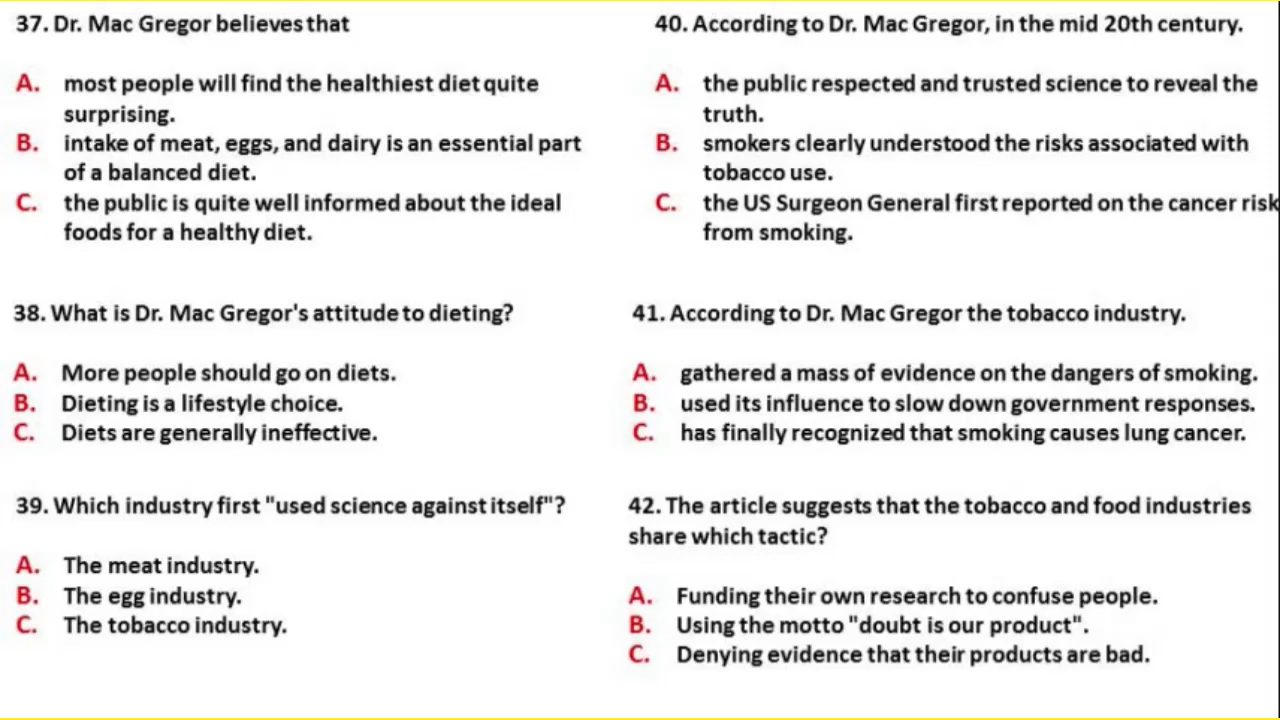 37. Dr. Mac Gregor believes that
A. most people will find the healthiest diet quite
surprising.
B. intake of meat, eggs, and dairy is an essential part
of a balanced diet.
C. the public is quite well informed about the ideal
foods for a healthy diet.
38. What is Dr. Mac Gregor's attitude to dieting?
A. More people should go on diets.
B. Dieting is a lifestyle choice.
C. Diets are generally ineffective.
39. Which industry first "used science against itself"?
A. The meat industry.
B. The egg industry.
C. The tobacco industry.
40. According to Dr. Mac Gregor, in the mid 20th century.
A. the public respected and trusted science to reveal the
truth.
B. smokers clearly understood the risks associated with
tobacco use.
C. the US Surgeon General first reported on the cancer risk
from smoking.
41. According to Dr. Mac Gregor the tobacco industry.
A. gathered a mass of evidence on the dangers of smoking.
B. used its influence to slow down government responses.
C. has finally recognized that smoking causes lung cancer.
42. The article suggests that the tobacco and food industries
share which tactic?
A. Funding their own research to confuse people.
B. Using the motto "doubt is our product".
C. Denying evidence that their products are bad.